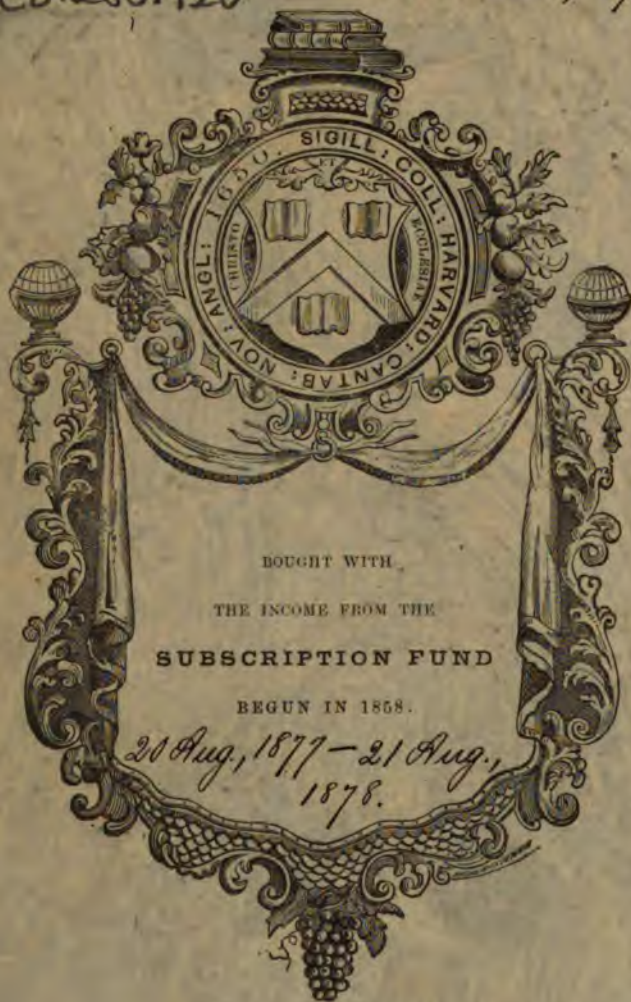 SIGILL: COLL: HARVARD: CANTAB: NOV: ANGL: 1650.
ET
CHRISTO
ECCLESIAE
BOUGHT WITH
THE INCOME FROM THE
SUBSCRIPTION FUND
BEGUN IN 1858.
20 Aug., 1877 — 21 Aug.,
1878.